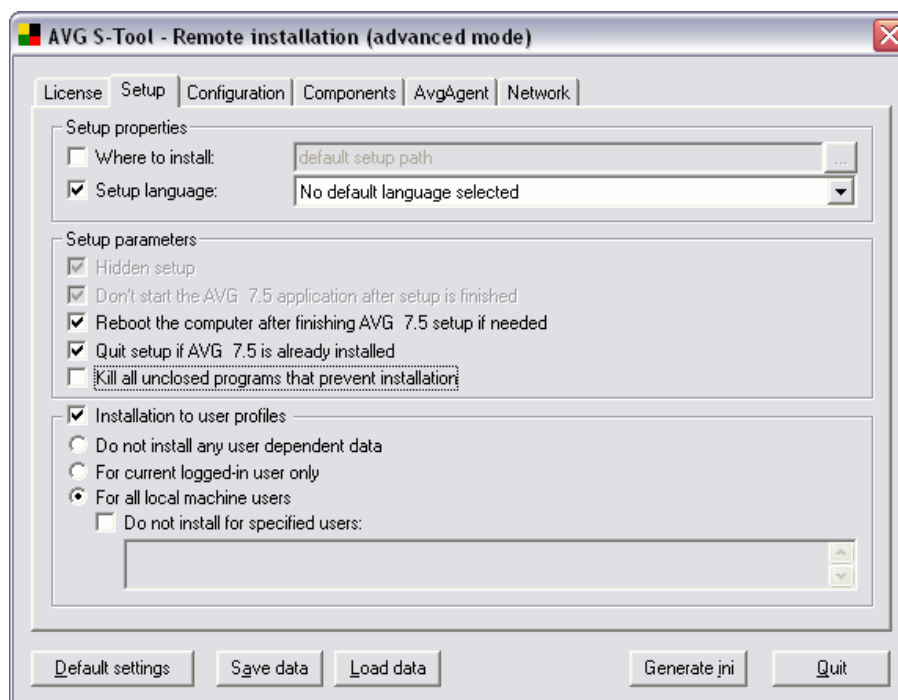 AVG S-Tool - Remote installation (advanced mode)
License Setup Configuration Components AvgAgent Network
Setup properties
Where to install: default setup path ...
Setup language: No default language selected
Setup parameters
Hidden setup
Don't start the AVG 7.5 application after setup is finished
Reboot the computer after finishing AVG 7.5 setup if needed
Quit setup if AVG 7.5 is already installed
Kill all unclosed programs that prevent installation
Installation to user profiles
Do not install any user dependent data
For current logged-in user only
For all local machine users
Do not install for specified users:
Default settings Save data Load data Generate ini Quit